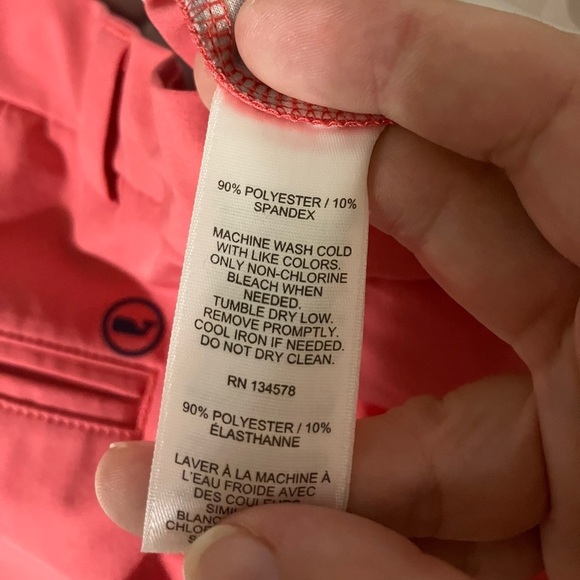 90% POLYESTER / 10%
SPANDEX
MACHINE WASH COLD
WITH LIKE COLORS.
ONLY NON-CHLORINE
BLEACH WHEN
NEEDED.
TUMBLE DRY LOW.
REMOVE PROMPTLY.
COOL IRON IF NEEDED.
DO NOT DRY CLEAN.
RN 134578
90% POLYESTER / 10%
ÉLASTHANNE
LAVER À LA MACHINE À
L'EAU FROIDE AVEC
DES COULEURS